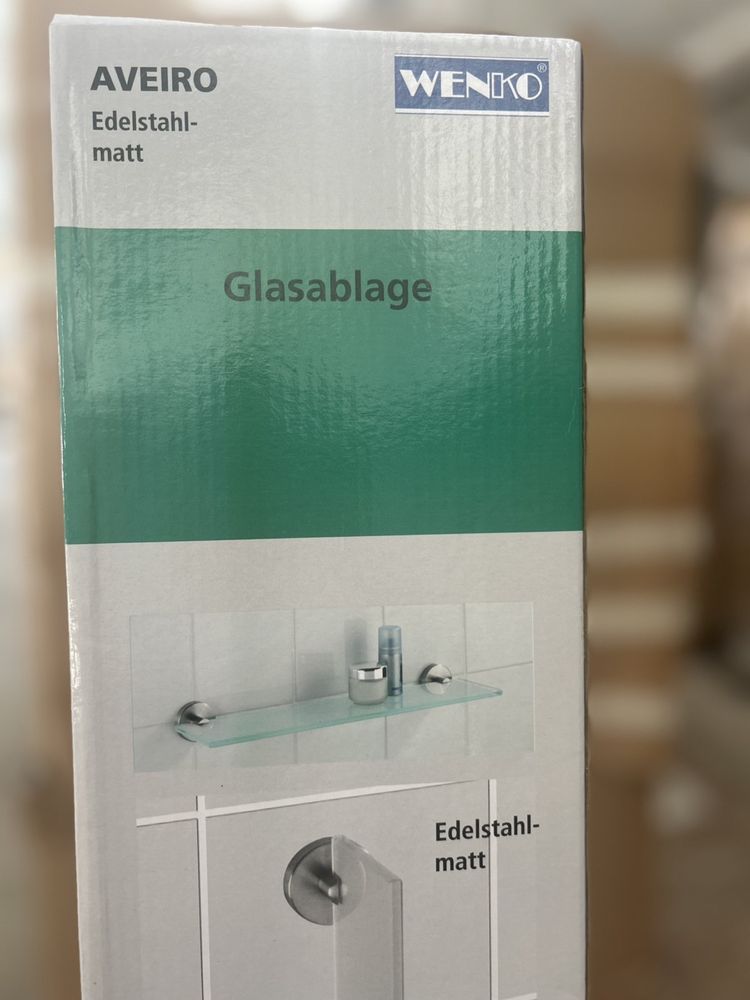 AVEIRO
WENKO®
Edelstahl-
matt
Glasablage
Edelstahl-
matt